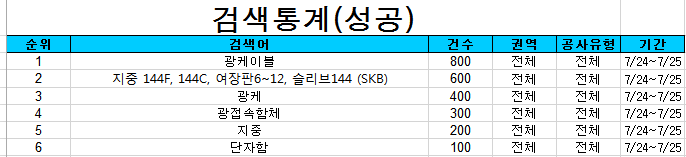 검색통계(성공)
순위 검색어 건수 권역 공사유형 기간
1 광케이블 800 전체 전체 7/24~7/25
2 지중 144F, 144C, 여장판6~12, 슬리브144 (SKB) 600 전체 전체 7/24~7/25
3 광케 400 전체 전체 7/24~7/25
4 광접속함체 300 전체 전체 7/24~7/25
5 지중 200 전체 전체 7/24~7/25
6 단자함 100 전체 전체 7/24~7/25